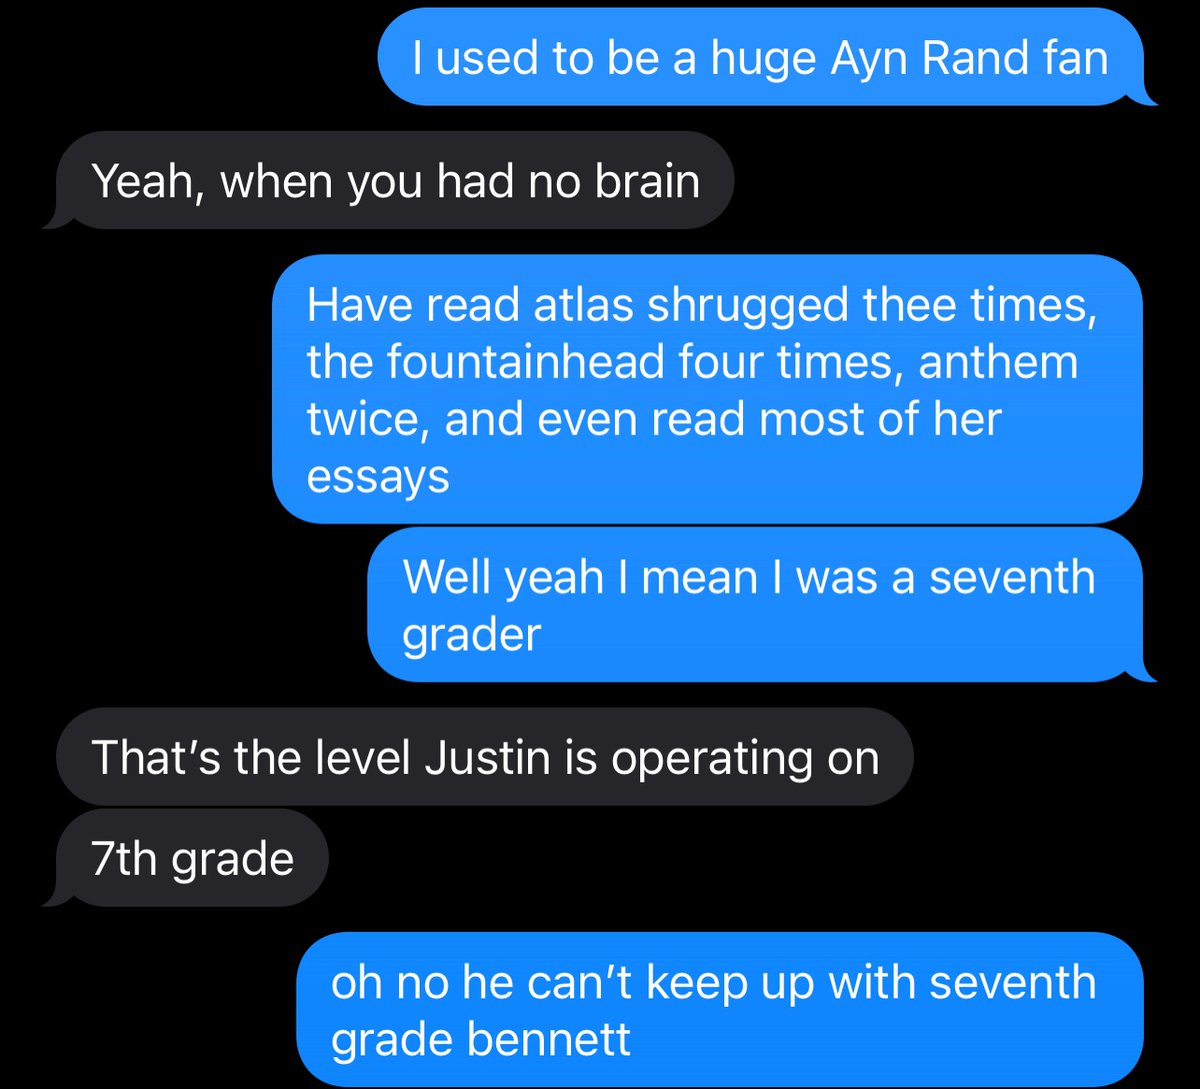 I used to be a huge Ayn Rand fan
Yeah, when you had no brain
Have read atlas shrugged thee times,
the fountainhead four times, anthem
twice, and even read most of her
essays
Well yeah I mean I was a seventh
grader
That’s the level Justin is operating on
7th grade
oh no he can’t keep up with seventh
grade bennett